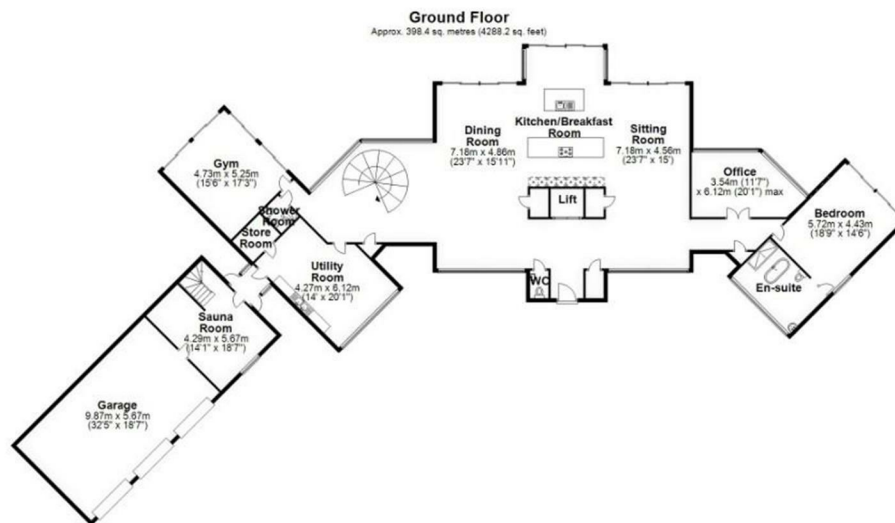 Ground Floor
Approx. 398.4 sq. metres (4288.2 sq. feet)
Dining
Room
7.18m x 4.86m
(23'7" x 15'11")
Kitchen/Breakfast
Room
Sitting
Room
7.18m x 4.56m
(23'7" x 15')
Gym
4.73m x 5.25m
(15'6" x 17'3")
Shower
Room
Store
Room
Lift
Office
3.54m (11'7")
x 6.12m (20'1") max
Bedroom
5.72m x 4.43m
(18'9" x 14'6")
Utility
Room
4.27m x 6.12m
(14' x 20'1")
WC
En-suite
Sauna
Room
4.29m x 5.67m
(14'1" x 18'7")
Garage
9.87m x 5.67m
(32'5" x 18'7")